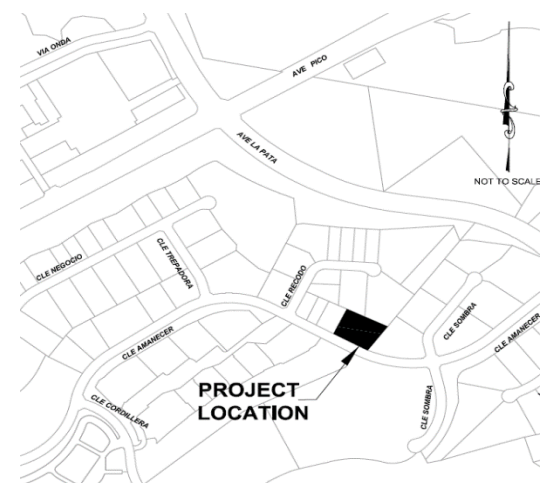 VIA ONDA
AVE PICO
AVE LA PATA
NOT TO SCALE
CLE NEGOCIO
CLE TREPADORA
CLE RECODO
CLE SOMBRA
CLE AMANECER
CLE AMANECER
CLE CORDILLERA
PROJECT
LOCATION
CLE SOMBRA